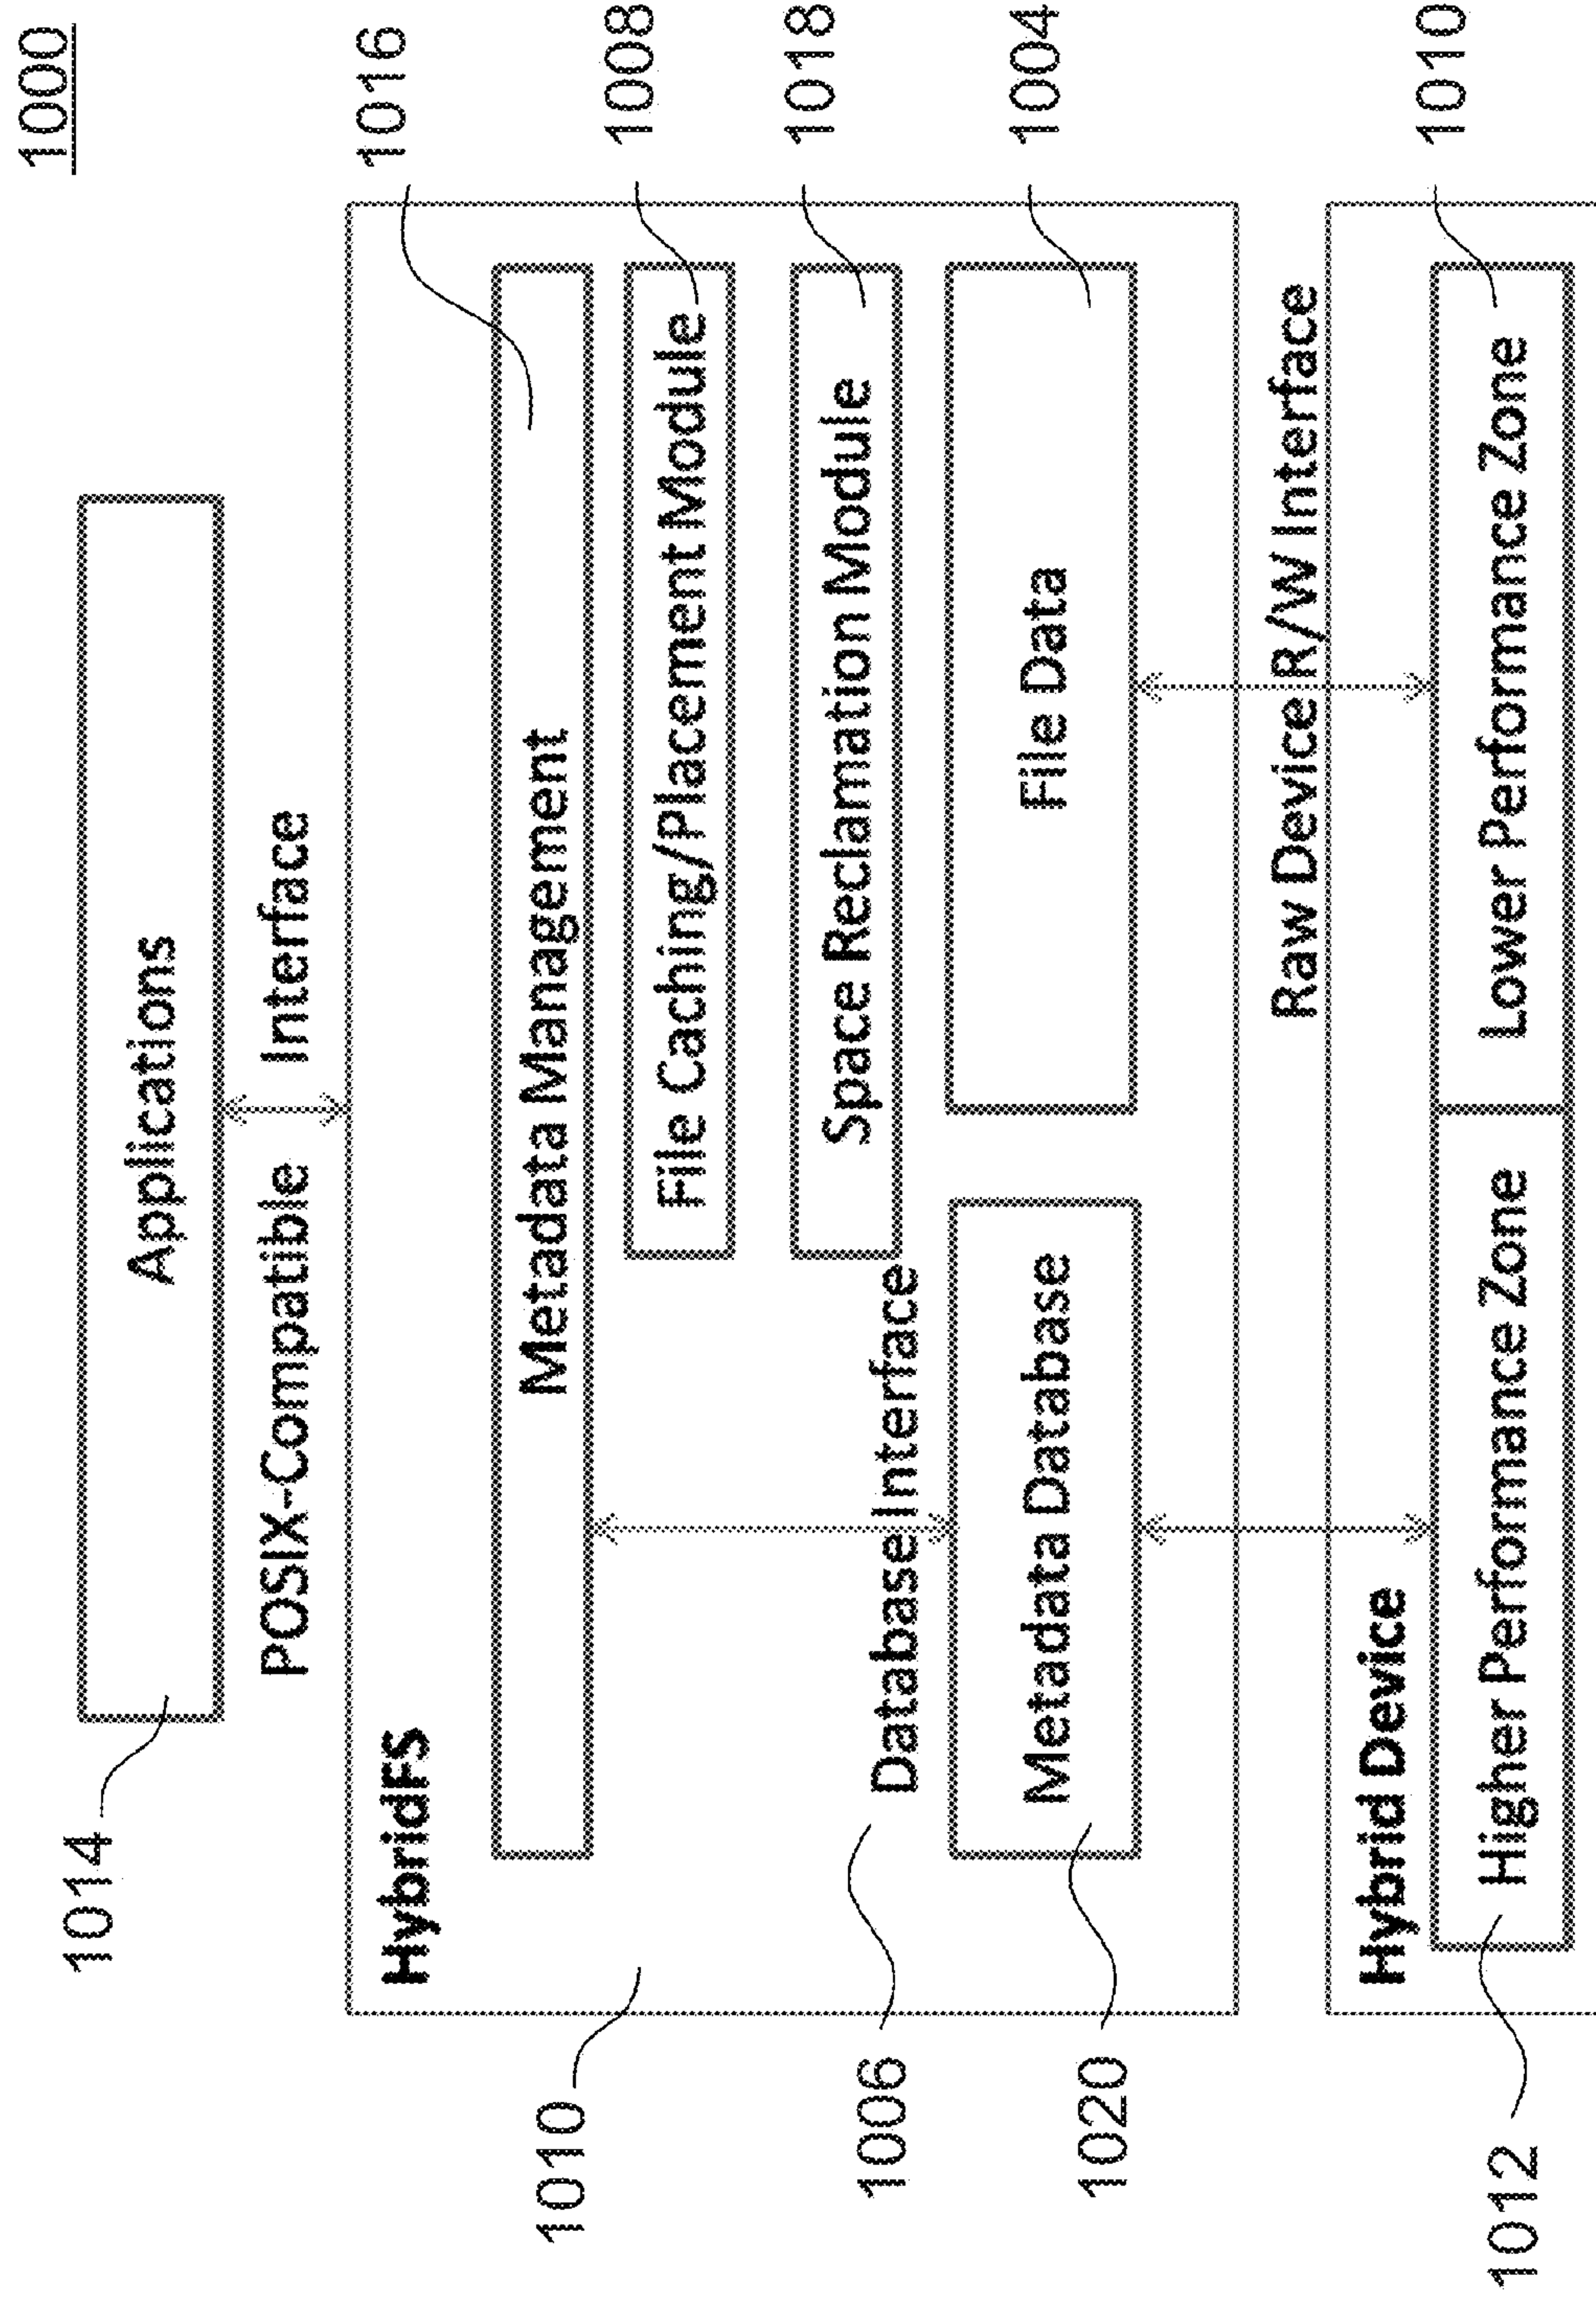 1000
1014
Applications
POSIX-Compatible Interface
1016
HybridFS
1010
Metadata Management
1008
File Caching/Placement Module
1018
Space Reclamation Module
1006
Database Interface
1004
1020
Metadata Database
File Data
Raw Device R/W Interface
Hybrid Device
1010
1012
Higher Performance Zone
Lower Performance Zone